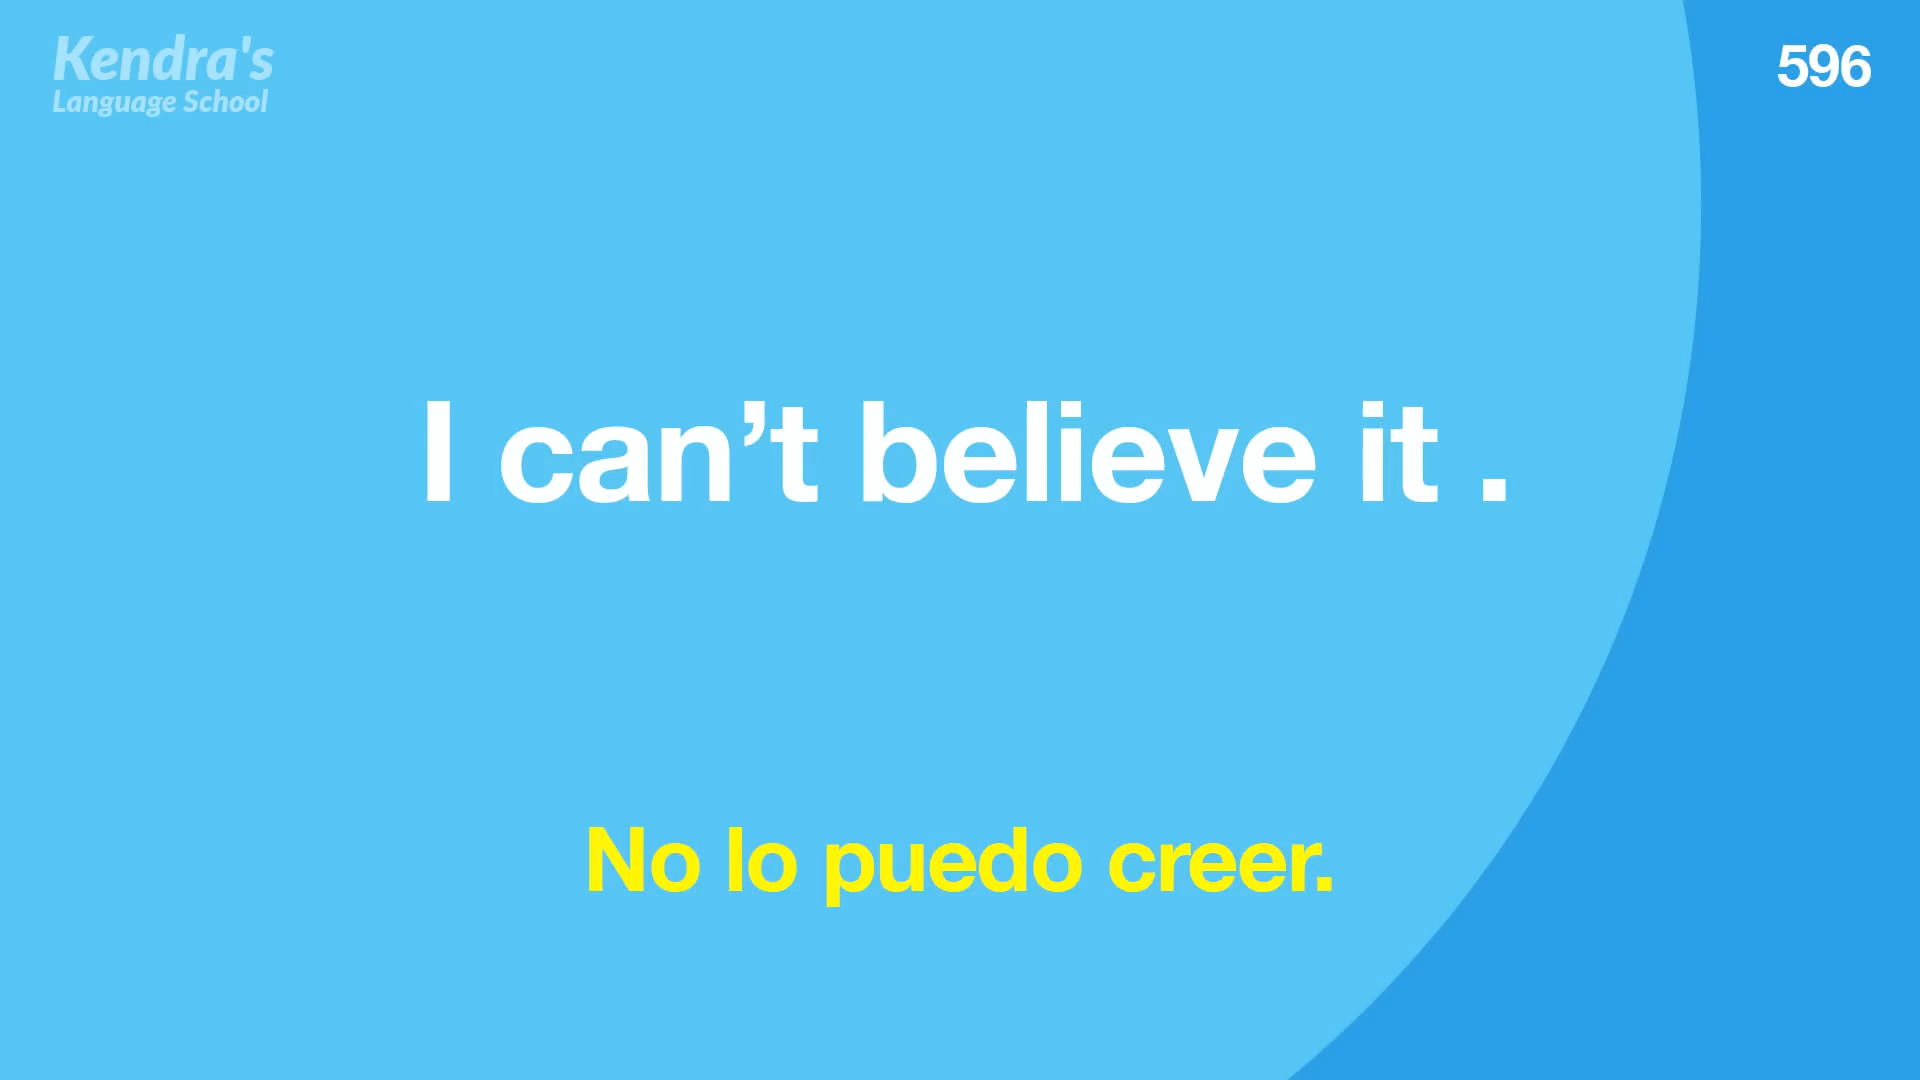 Kendra's
Language School
596
I can’t believe it .
No lo puedo creer.